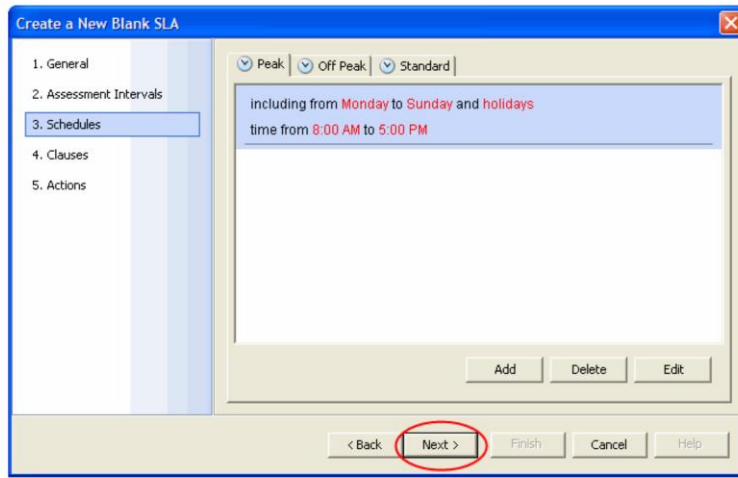 Create a New Blank SLA
1. General
2. Assessment Intervals
3. Schedules
4. Clauses
5. Actions
Peak
Off Peak
Standard
including from Monday to Sunday and holidays
time from 8:00 AM to 5:00 PM
Add
Delete
Edit
< Back
Next >
Finish
Cancel
Help